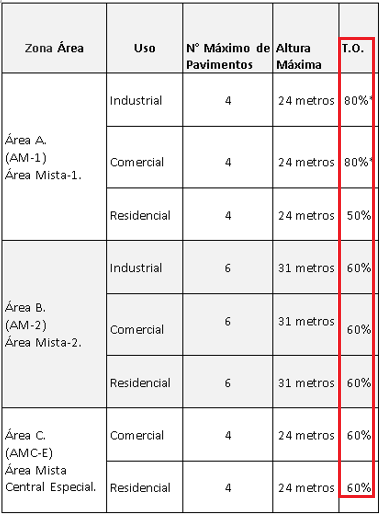 Zona Área Uso N° Máximo de Pavimentos Altura Máxima T.O.
Área A.
(AM-1)
Área Mista-1.
Industrial 4 24 metros 80%*
Comercial 4 24 metros 80%*
Residencial 4 24 metros 50%
Área B.
(AM-2)
Área Mista-2.
Industrial 6 31 metros 60%
Comercial 6 31 metros 60%
Residencial 6 31 metros 60%
Área C.
(AMC-E)
Área Mista
Central Especial.
Comercial 4 24 metros 60%
Residencial 4 24 metros 60%